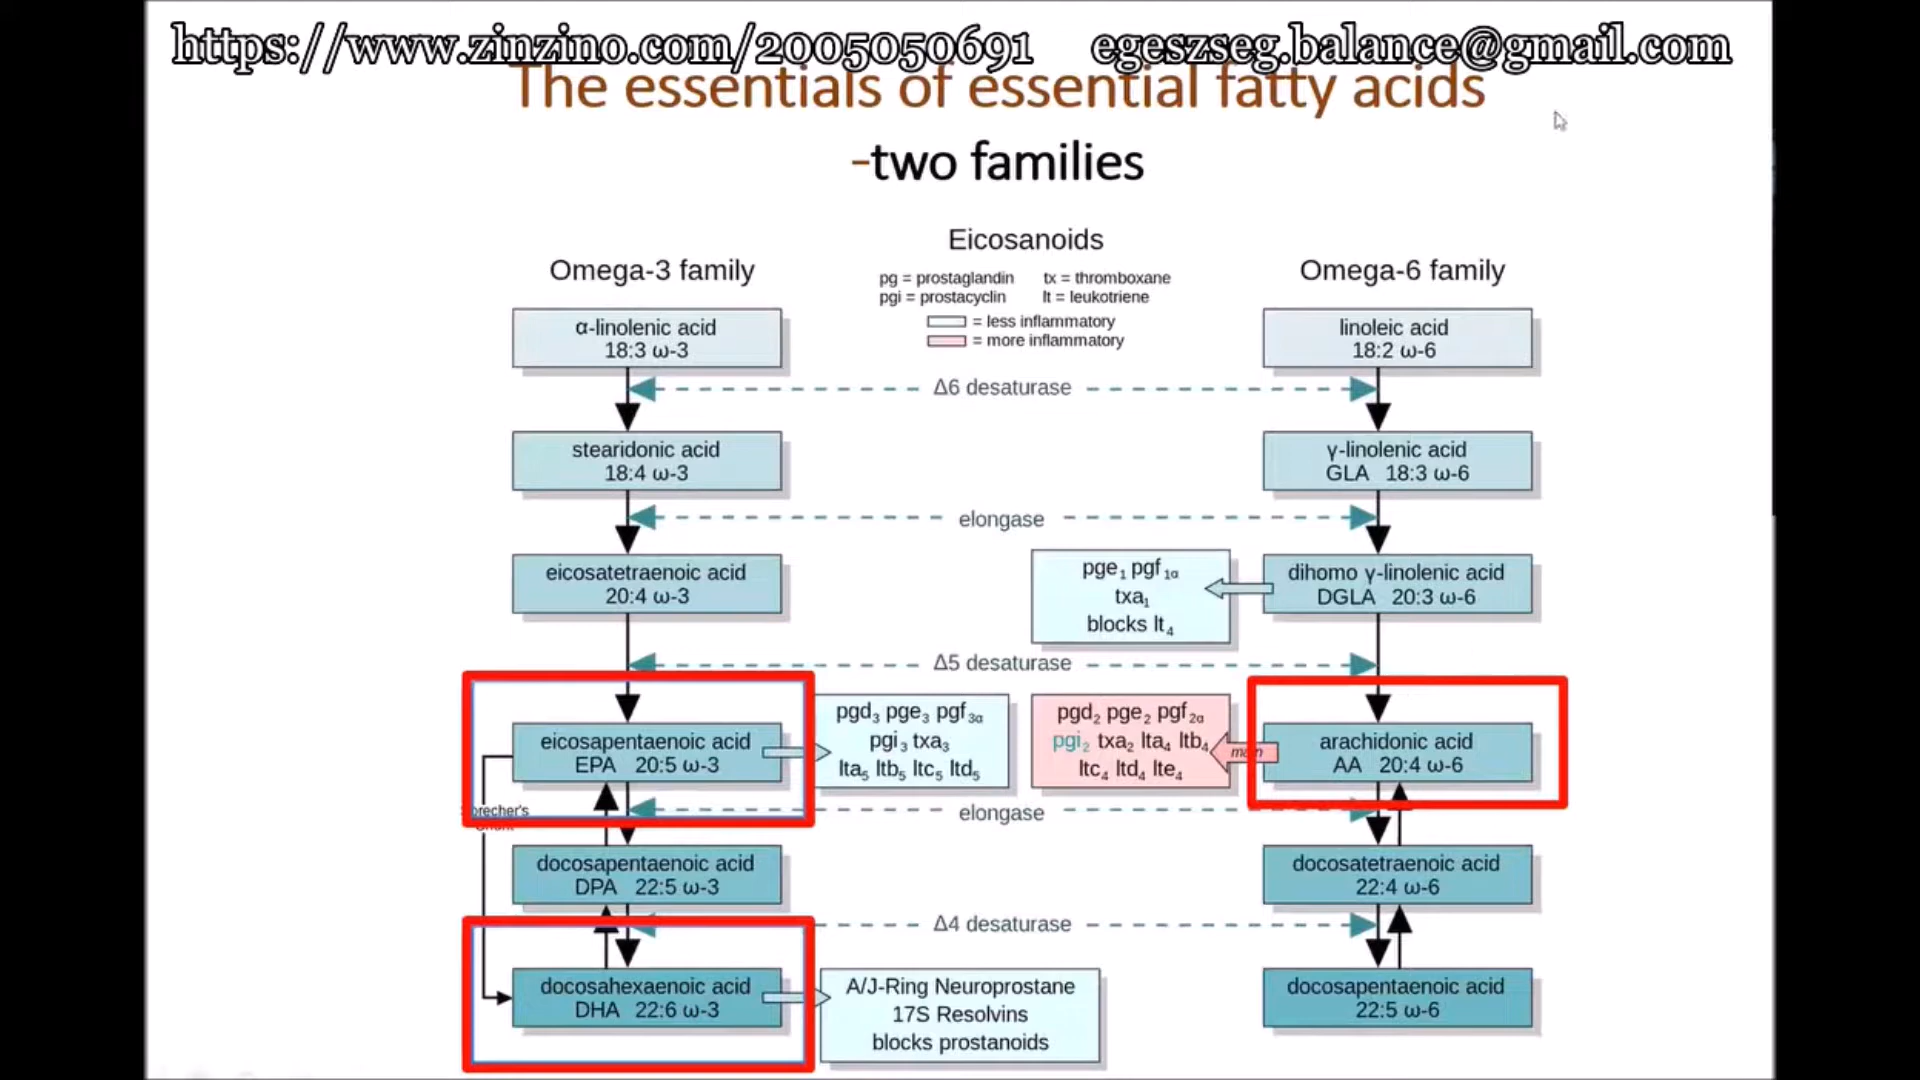 https://www.zinzino.com/2005050691 egeszseg.balance@gmail.com
The essentials of essential fatty acids
-two families
Eicosanoids
pg = prostaglandin tx = thromboxane
pgi = prostacyclin lt = leukotriene
= less inflammatory
= more inflammatory
Omega-3 family
α-linolenic acid
18:3 ω-3
stearidonic acid
18:4 ω-3
eicosatetraenoic acid
20:4 ω-3
eicosapentaenoic acid
EPA 20:5 ω-3
docosapentaenoic acid
DPA 22:5 ω-3
docosahexaenoic acid
DHA 22:6 ω-3
Δ6 desaturase
elongase
pge₁ pgf₁α
txa₁
blocks lt₄
Δ5 desaturase
pgd₃ pge₃ pgf₃α
pgi₃ txa₃
lta₅ ltb₅ ltc₅ ltd₅
pgd₂ pge₂ pgf₂α
pgi₂ txa₂ lta₄ ltb₄
ltc₄ ltd₄ lte₄
elongase
Δ4 desaturase
A/J-Ring Neuroprostane
17S Resolvins
blocks prostanoids
Omega-6 family
linoleic acid
18:2 ω-6
γ-linolenic acid
GLA 18:3 ω-6
dihomo γ-linolenic acid
DGLA 20:3 ω-6
arachidonic acid
AA 20:4 ω-6
docosatetraenoic acid
22:4 ω-6
docosapentaenoic acid
22:5 ω-6